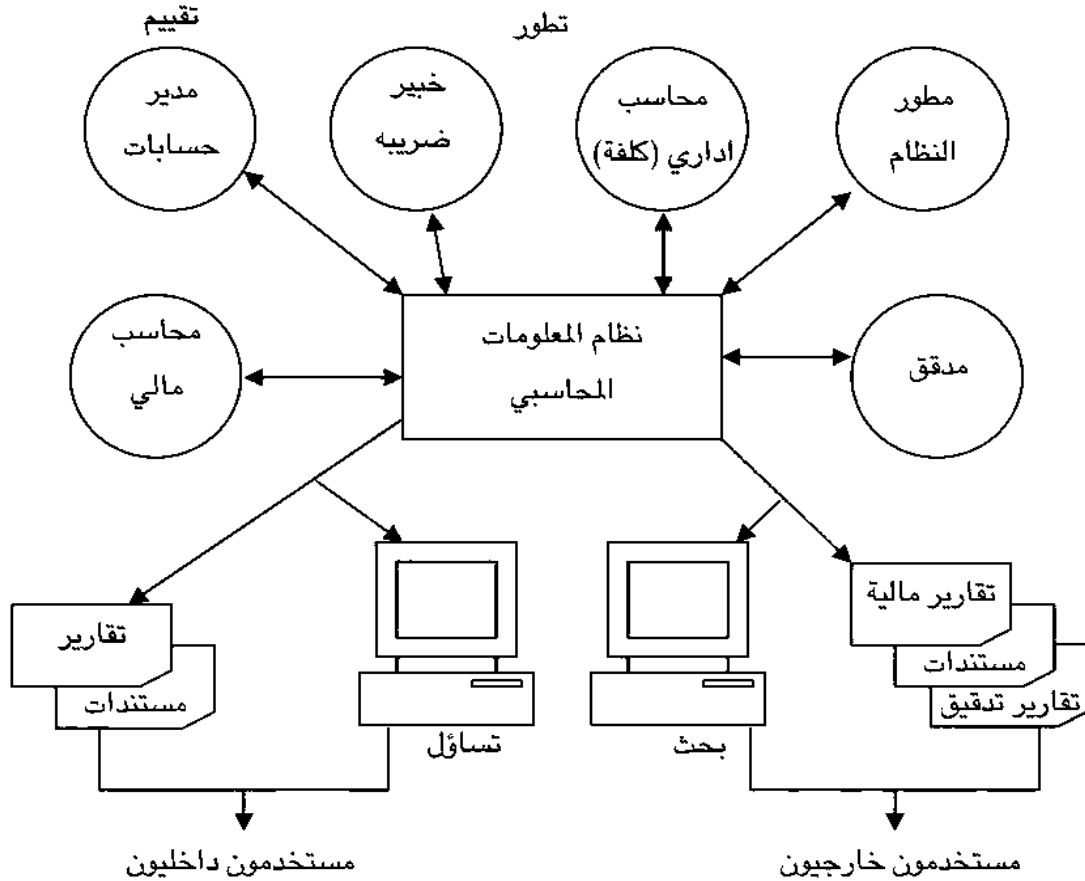 تطور
تقييم
مطور
النظام
محاسب
اداري (كلفة)
خبير
ضريبه
مدير
حسابات
مدقق
نظام المعلومات
المحاسبي
محاسب
مالي
تقارير مالية
مستندات
تقارير تدقيق
بحث
تساؤل
تقارير
مستندات
مستخدمون خارجيون
مستخدمون داخليون